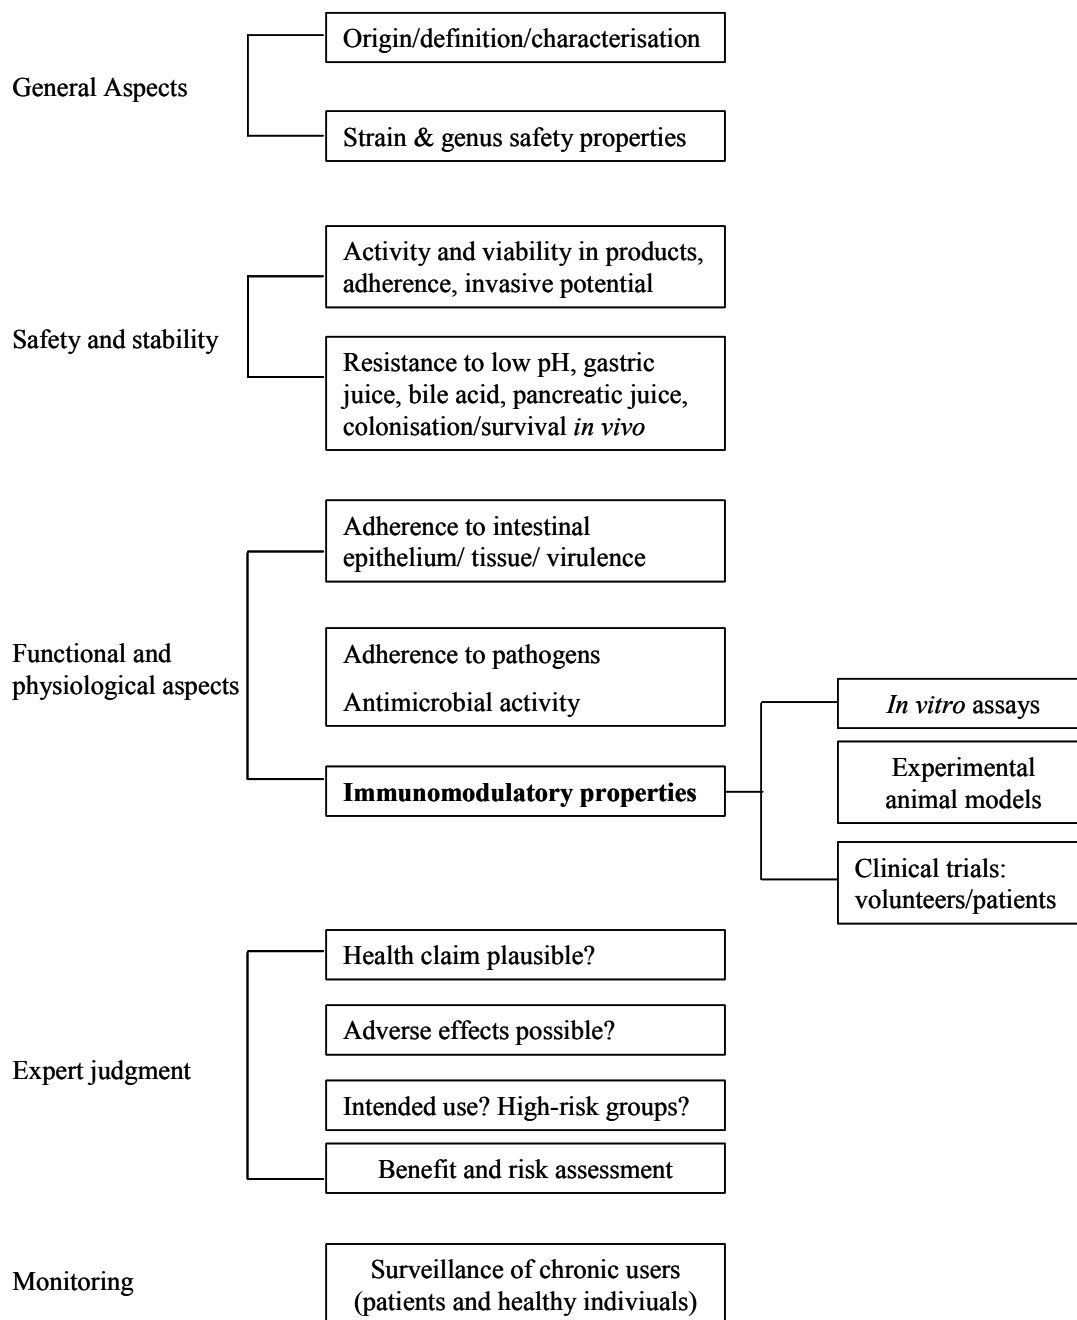 Origin/definition/characterisation
General Aspects
Strain & genus safety properties
Activity and viability in products,
adherence, invasive potential
Safety and stability
Resistance to low pH, gastric
juice, bile acid, pancreatic juice,
colonisation/survival in vivo
Adherence to intestinal
epithelium/ tissue/ virulence
Functional and
physiological aspects
Adherence to pathogens
Antimicrobial activity
Immunomodulatory properties
In vitro assays
Experimental
animal models
Clinical trials:
volunteers/patients
Health claim plausible?
Adverse effects possible?
Expert judgment
Intended use? High-risk groups?
Benefit and risk assessment
Monitoring
Surveillance of chronic users
(patients and healthy indiviuals)